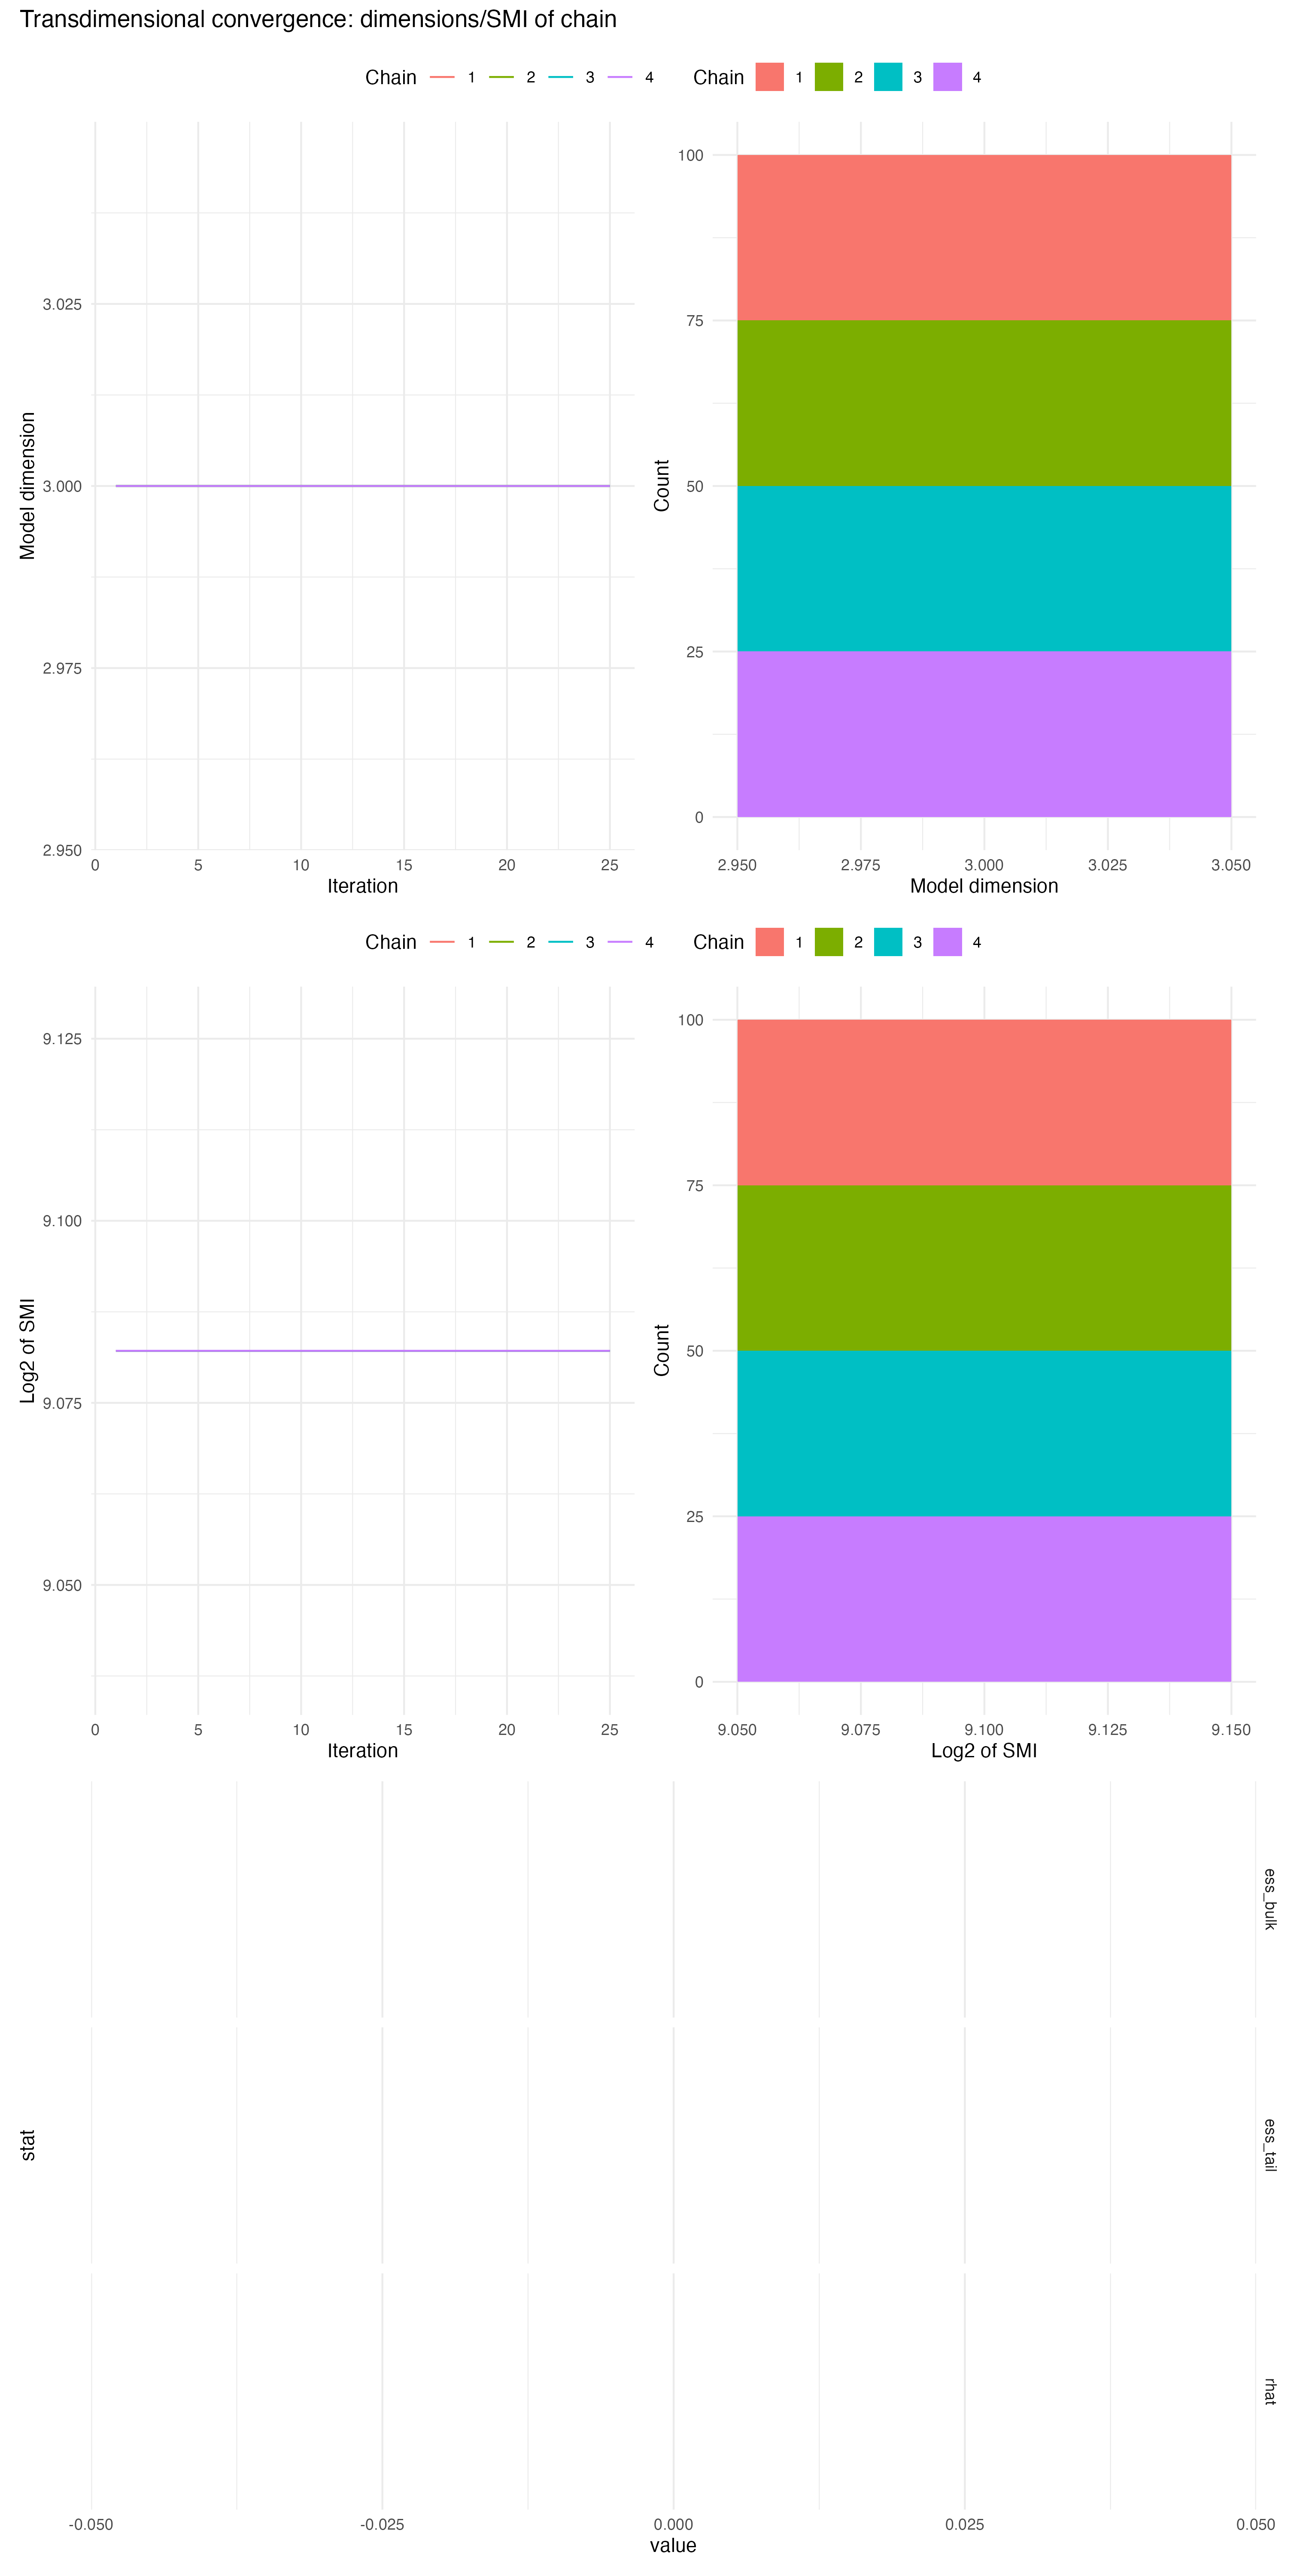 Transdimensional convergence: dimensions/SMI of chain
Chain 1 2 3 4 Chain 1 2 3 4
3.025
3.000
2.975
2.950
Model dimension
0 5 10 15 20 25
Iteration
100
75
50
25
0
Count
2.950 2.975 3.000 3.025 3.050
Model dimension
Chain 1 2 3 4 Chain 1 2 3 4
9.125
9.100
9.075
9.050
Log2 of SMI
0 5 10 15 20 25
Iteration
100
75
50
25
0
Count
9.050 9.075 9.100 9.125 9.150
Log2 of SMI
ess_bulk
ess_tail
rhat
stat
-0.050 -0.025 0.000 0.025 0.050
value